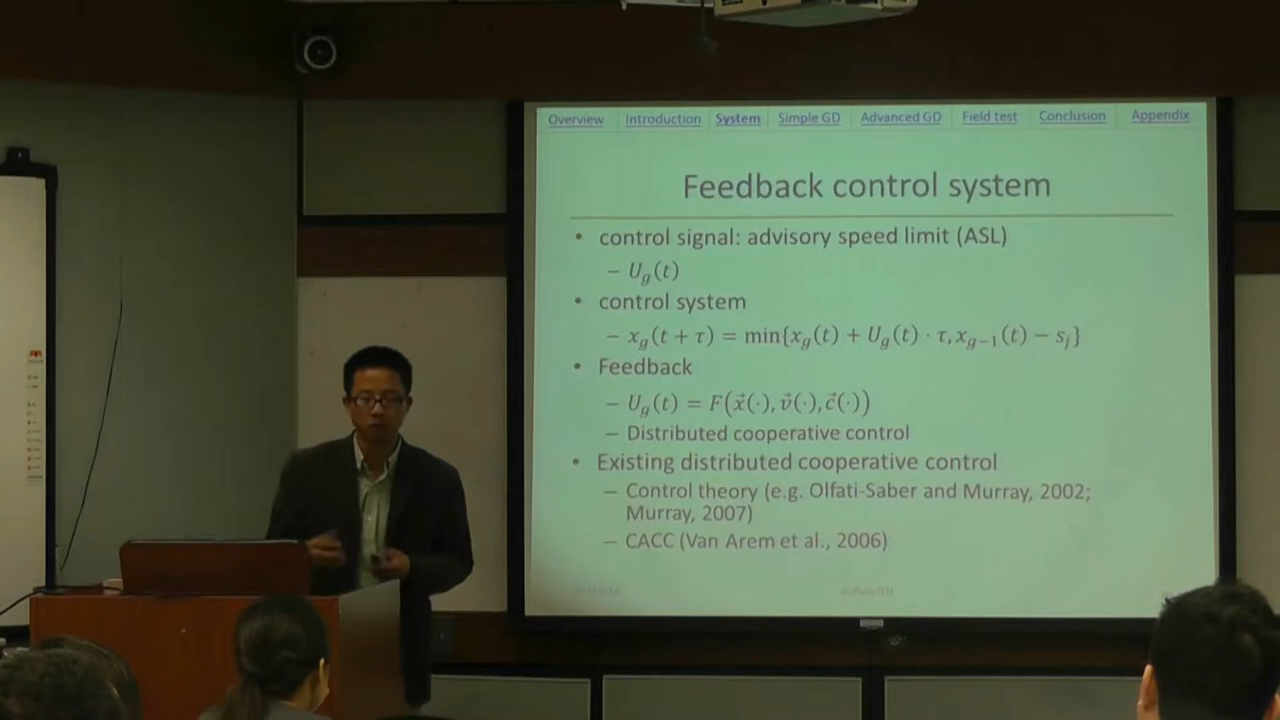 Overview Introduction System Simple GD Advanced GD Field test Conclusion Appendix
Feedback control system
• control signal: advisory speed limit (ASL)
– U_g(t)
• control system
– x_g(t + τ) = min{x_g(t) + U_g(t) · τ, x_{g−1}(t) − s_j}
• Feedback
– U_g(t) = F(x⃗(·), v⃗(·), c⃗(·))
– Distributed cooperative control
• Existing distributed cooperative control
– Control theory (e.g. Olfati-Saber and Murray, 2002;
Murray, 2007)
– CACC (Van Arem et al., 2006)